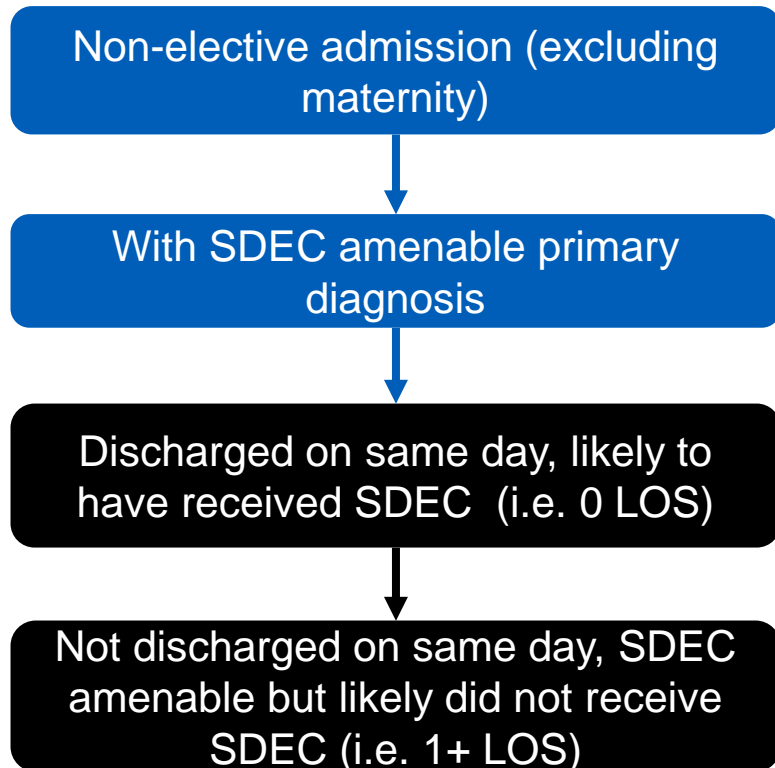 Non-elective admission (excluding
maternity)
With SDEC amenable primary
diagnosis
Discharged on same day, likely to
have received SDEC (i.e. 0 LOS)
Not discharged on same day, SDEC
amenable but likely did not receive
SDEC (i.e. 1+ LOS)